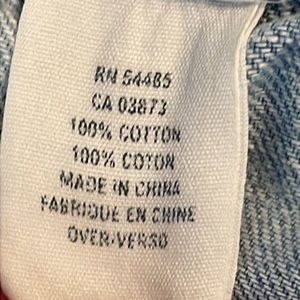 RN 54485
CA 03873
100% COTTON
100% COTON
MADE IN CHINA
FABRIQUE EN CHINE
OVER-VERSO